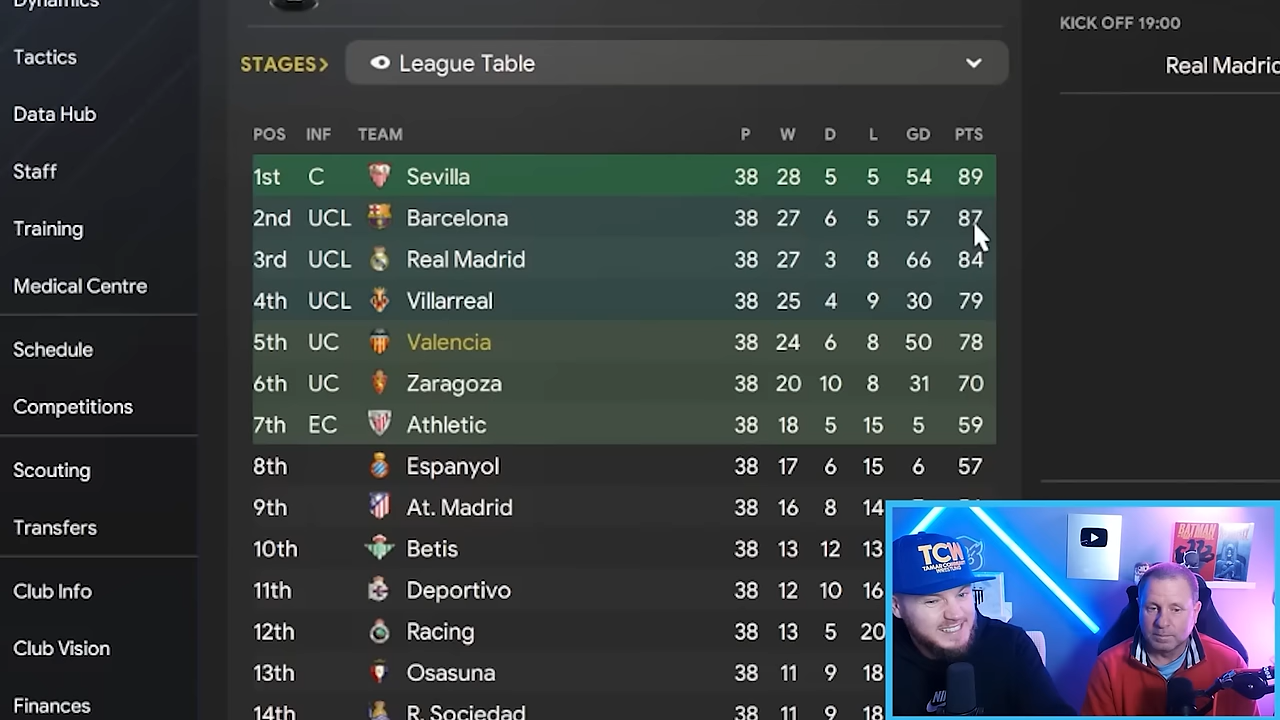 Dynamics
Tactics
Data Hub
Staff
Training
Medical Centre
Schedule
Competitions
Scouting
Transfers
Club Info
Club Vision
Finances
STAGES> League Table
POS INF TEAM P W D L GD PTS
1st C Sevilla 38 28 5 5 54 89
2nd UCL Barcelona 38 27 6 5 57 87
3rd UCL Real Madrid 38 27 3 8 66 84
4th UCL Villarreal 38 25 4 9 30 79
5th UC Valencia 38 24 6 8 50 78
6th UC Zaragoza 38 20 10 8 31 70
7th EC Athletic 38 18 5 15 5 59
8th Espanyol 38 17 6 15 6 57
9th At. Madrid 38 16 8 14
10th Betis 38 13 12 13
11th Deportivo 38 12 10 16
12th Racing 38 13 5 20
13th Osasuna 38 11 9 18
14th R. Sociedad 38 11 9 18
KICK OFF 19:00
Real Madrid
TCW
WRESTLING
BATMAN